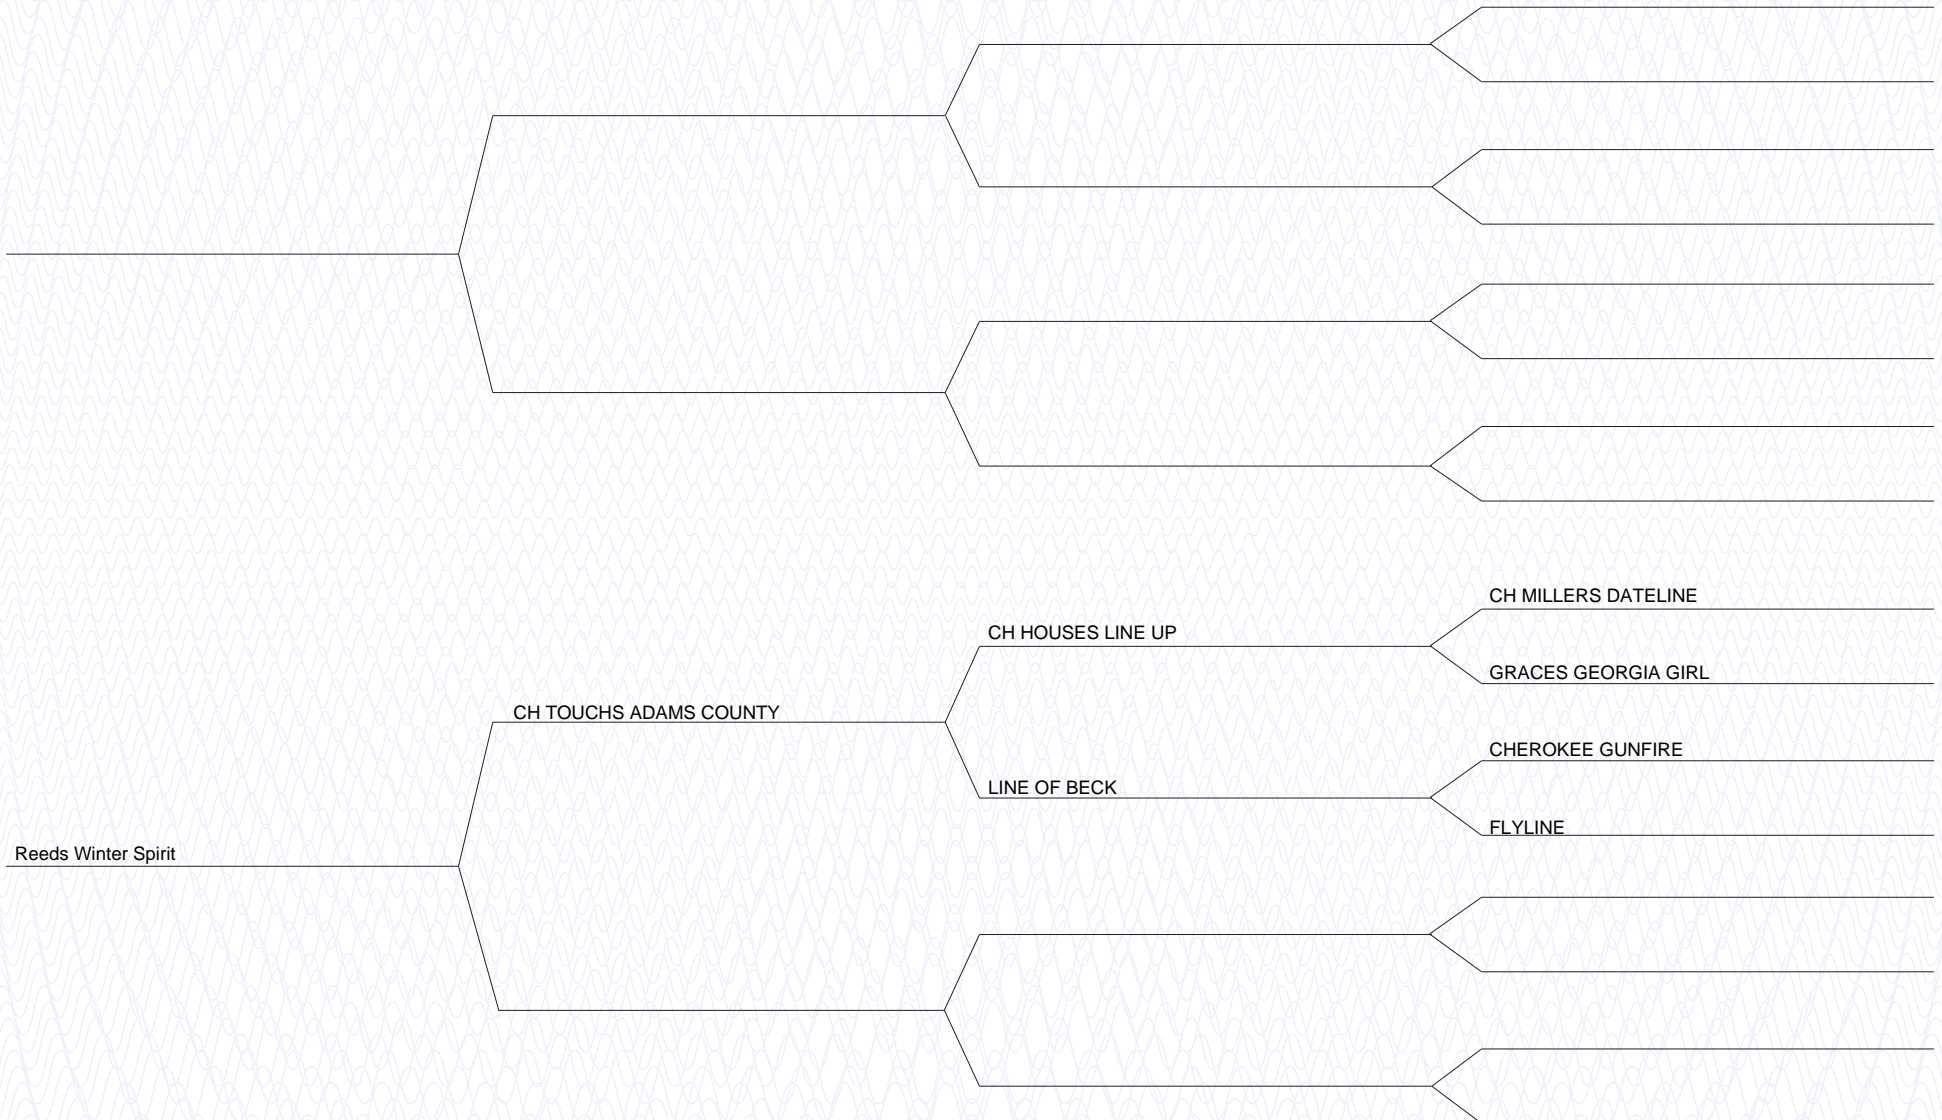 CH MILLERS DATELINE
CH HOUSES LINE UP
GRACES GEORGIA GIRL
CH TOUCHS ADAMS COUNTY
CHEROKEE GUNFIRE
LINE OF BECK
FLYLINE
Reeds Winter Spirit